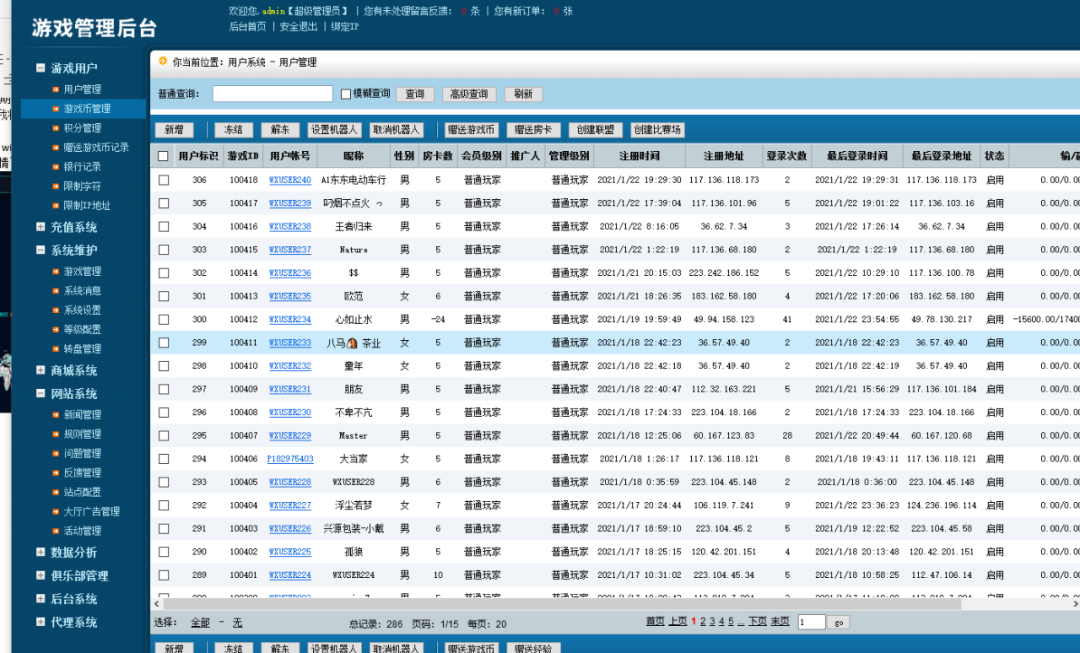 游戏管理后台
欢迎您,admin【超级管理员】 | 您有未处理留言反馈: 0 条 | 您有新订单: 0 张
后台首页 | 安全退出 | 绑定IP
游戏用户
用户管理
游戏币管理
积分管理
赠送游戏币记录
银行记录
限制字符
限制IP地址
充值系统
系统维护
游戏管理
系统消息
系统设置
等级配置
转盘管理
商城系统
网站系统
新闻管理
规则管理
问题管理
反馈管理
站点配置
大厅广告管理
活动管理
数据分析
俱乐部管理
后台系统
代理系统
你当前位置: 用户系统 - 用户管理
普通查询: 模糊查询 查询 高级查询 刷新
新增 冻结 解冻 设置机器人 取消机器人 赠送游戏币 赠送房卡 创建联盟 创建比赛场
用户标识 游戏ID 用户帐号 昵称 性别 房卡数 会员级别 推广人 管理级别 注册时间 注册地址 登录次数 最后登录时间 最后登录地址 状态 输/
306 100418 WXUSER240 AI东东电动车行 男 5 普通玩家 普通玩家 2021/1/22 19:29:30 117.136.118.173 2 2021/1/22 19:29:31 117.136.118.173 启用 0.00/0.00
305 100417 WXUSER239 叼烟不点火 つ 男 5 普通玩家 普通玩家 2021/1/22 17:39:04 117.136.101.96 5 2021/1/22 19:01:22 117.136.103.16 启用 0.00/0.00
304 100416 WXUSER238 王者归来 男 5 普通玩家 普通玩家 2021/1/22 8:16:05 36.62.7.34 3 2021/1/22 17:26:14 36.62.7.34 启用 0.00/0.00
303 100415 WXUSER237 Nature 男 5 普通玩家 普通玩家 2021/1/22 1:22:19 117.136.68.180 2 2021/1/22 1:22:19 117.136.68.180 启用 0.00/0.00
302 100414 WXUSER236 $$ 男 5 普通玩家 普通玩家 2021/1/21 20:15:03 223.242.186.152 5 2021/1/22 10:29:10 117.136.100.78 启用 0.00/0.00
301 100413 WXUSER235 欧范 女 6 普通玩家 普通玩家 2021/1/21 18:26:35 183.162.58.180 4 2021/1/22 17:20:06 183.162.58.180 启用 0.00/0.00
300 100412 WXUSER234 心如止水 男 -24 普通玩家 普通玩家 2021/1/19 19:59:49 49.94.158.123 41 2021/1/22 23:54:55 49.78.130.217 启用 -15600.00/17400
299 100411 WXUSER233 八马 茶业 女 5 普通玩家 普通玩家 2021/1/18 22:42:23 36.57.49.40 2 2021/1/18 22:42:23 36.57.49.40 启用 0.00/0.00
298 100410 WXUSER232 童年 女 5 普通玩家 普通玩家 2021/1/18 22:42:18 36.57.49.40 2 2021/1/18 22:42:19 36.57.49.40 启用 0.00/0.00
297 100409 WXUSER231 朋友 男 5 普通玩家 普通玩家 2021/1/18 22:40:47 112.32.163.221 5 2021/1/21 15:56:29 117.136.101.184 启用 0.00/0.00
296 100408 WXUSER230 不卑不亢 男 5 普通玩家 普通玩家 2021/1/18 17:24:33 223.104.18.166 2 2021/1/18 17:24:33 223.104.18.166 启用 0.00/0.00
295 100407 WXUSER229 Master 男 5 普通玩家 普通玩家 2021/1/18 12:25:06 60.167.123.83 28 2021/1/22 20:49:44 60.167.120.68 启用 0.00/0.00
294 100406 P182975403 大当家 女 5 普通玩家 普通玩家 2021/1/18 1:26:17 117.136.118.121 8 2021/1/18 19:43:11 117.136.118.121 启用 0.00/0.00
293 100405 WXUSER228 WXUSER228 男 6 普通玩家 普通玩家 2021/1/18 0:35:59 223.104.45.148 2 2021/1/18 0:36:00 223.104.45.148 启用 0.00/0.00
292 100404 WXUSER227 浮尘若梦 女 7 普通玩家 普通玩家 2021/1/17 20:24:44 106.119.7.241 9 2021/1/22 23:36:23 124.236.196.114 启用 0.00/0.00
291 100403 WXUSER226 兴源包装~小戴 男 6 普通玩家 普通玩家 2021/1/17 18:59:10 223.104.45.2 5 2021/1/19 12:22:52 223.104.45.58 启用 0.00/0.00
290 100402 WXUSER225 孤狼 男 5 普通玩家 普通玩家 2021/1/17 18:25:15 120.42.201.151 4 2021/1/18 20:13:48 120.42.201.151 启用 0.00/0.00
289 100401 WXUSER224 WXUSER224 男 10 普通玩家 普通玩家 2021/1/17 10:31:02 223.104.45.34 5 2021/1/18 10:58:25 112.47.106.14 启用 0.00/0.00
选择: 全部 - 无 总记录: 286 页码: 1/15 每页: 20 首页 上页 1 2 3 4 5 … 下页 末页 1 go
新增 冻结 解冻 设置机器人 取消机器人 赠送游戏币 赠送经验